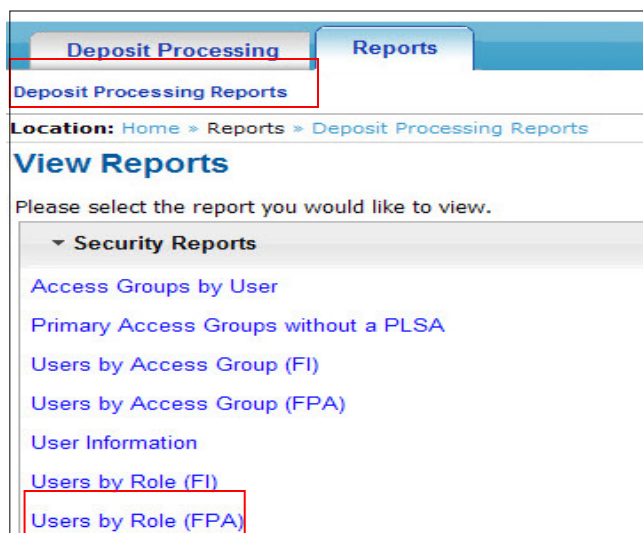 Deposit Processing Reports
Deposit Processing Reports
Location: Home » Reports » Deposit Processing Reports
View Reports
Please select the report you would like to view.
Security Reports
Access Groups by User
Primary Access Groups without a PLSA
Users by Access Group (FI)
Users by Access Group (FPA)
User Information
Users by Role (FI)
Users by Role (FPA)